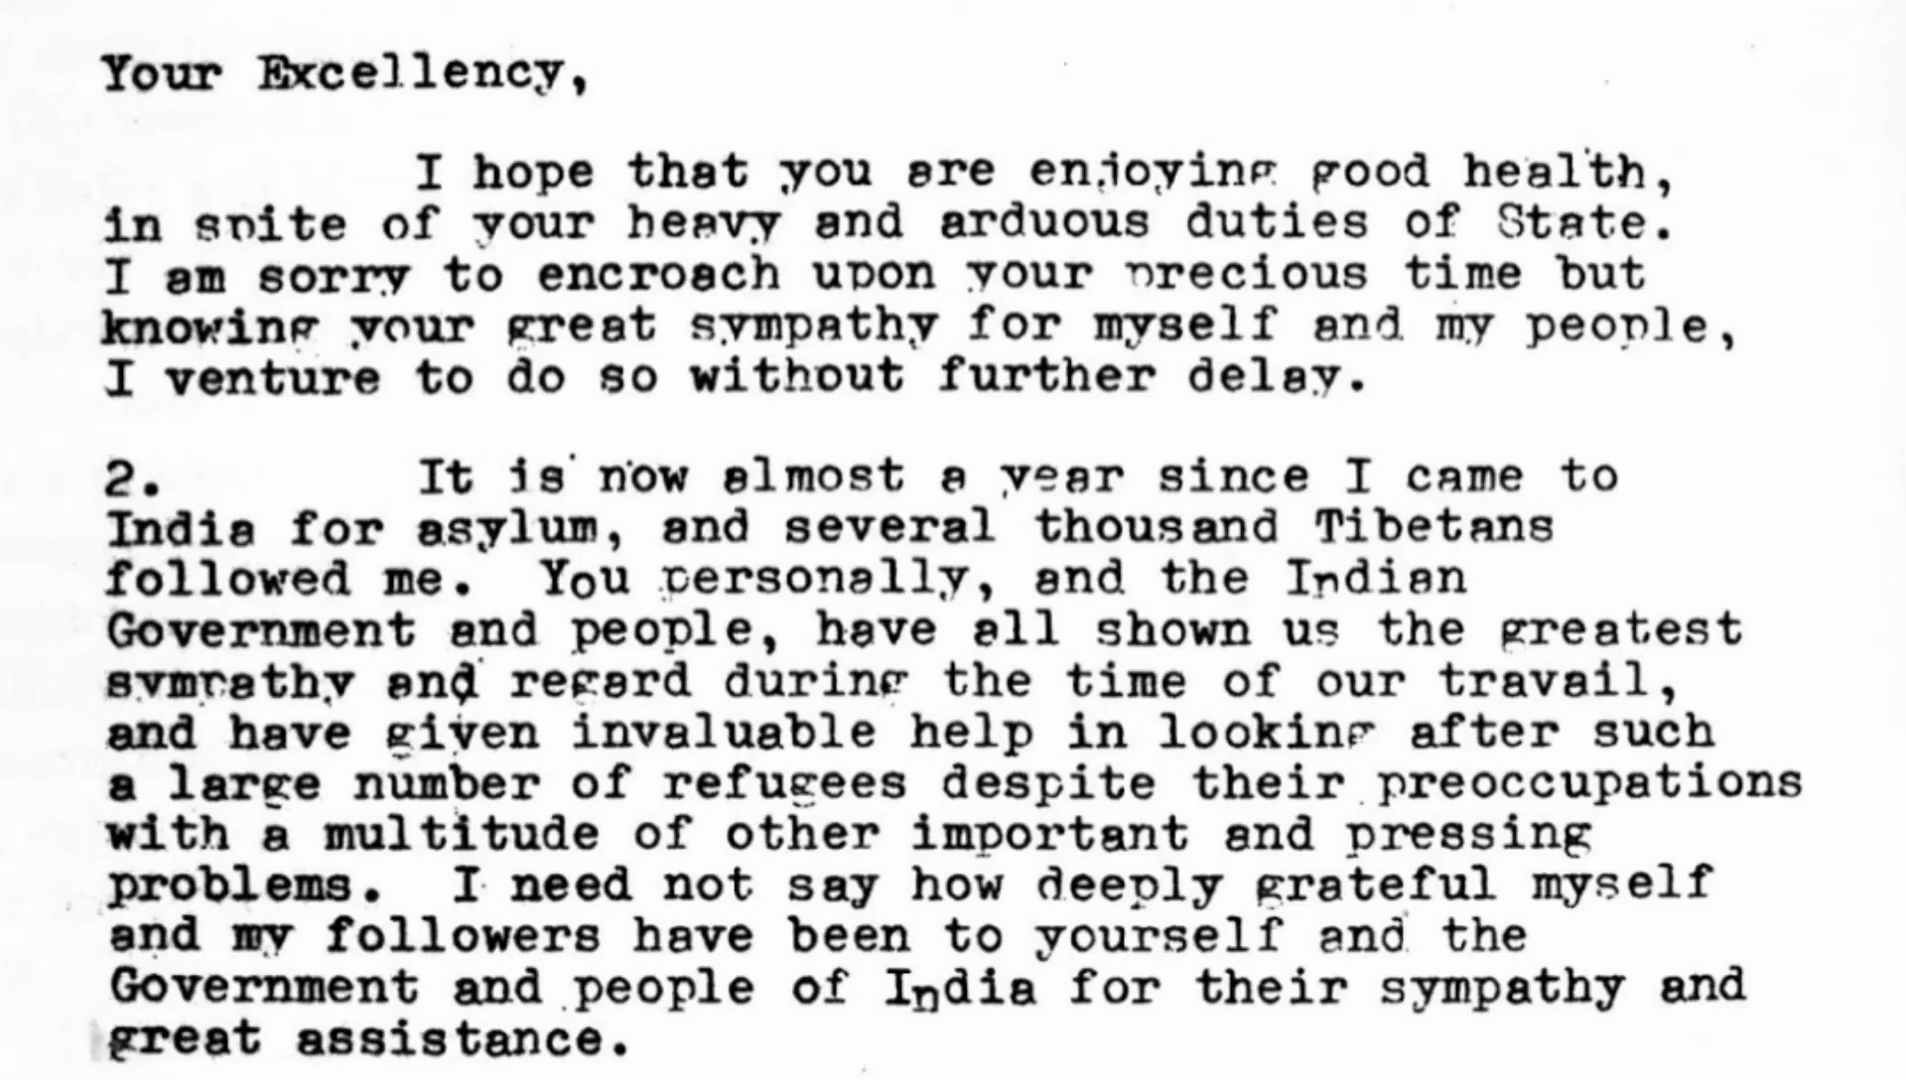 Your Excellency,
I hope that you are enjoying good health,
in spite of your heavy and arduous duties of State.
I am sorry to encroach upon your precious time but
knowing your great sympathy for myself and my people,
I venture to do so without further delay.
2. It is now almost a year since I came to
India for asylum, and several thousand Tibetans
followed me. You personally, and the Indian
Government and people, have all shown us the greatest
sympathy and regard during the time of our travail,
and have given invaluable help in looking after such
a large number of refugees despite their preoccupations
with a multitude of other important and pressing
problems. I need not say how deeply grateful myself
and my followers have been to yourself and the
Government and people of India for their sympathy and
great assistance.